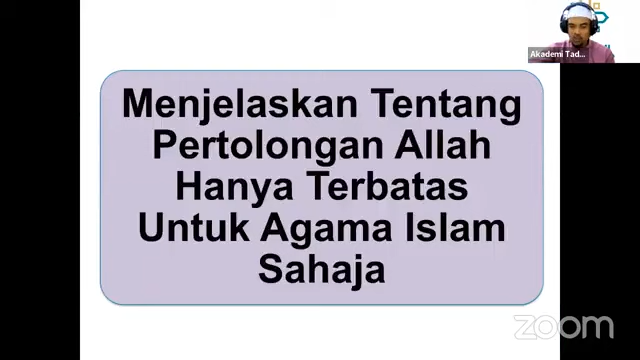 Akademi Tad...
Menjelaskan Tentang
Pertolongan Allah
Hanya Terbatas
Untuk Agama Islam
Sahaja
zoom